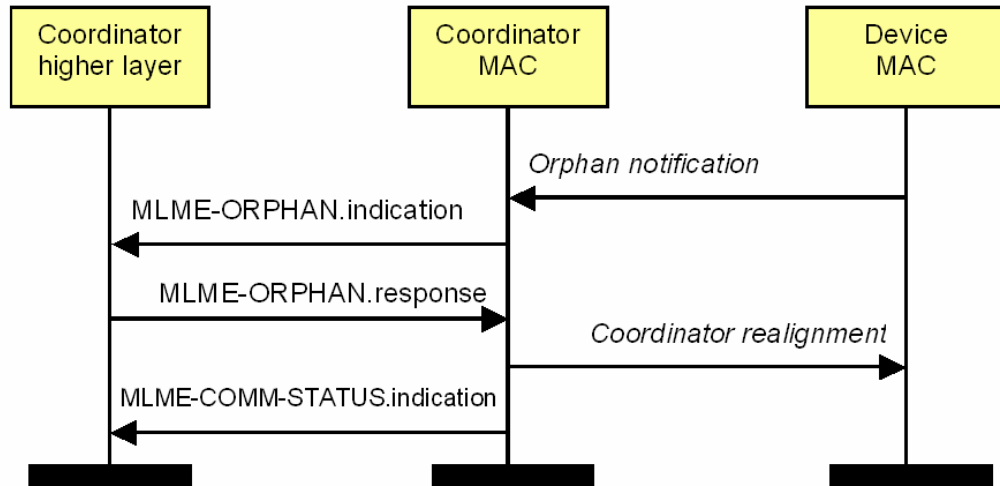 Coordinator
higher layer
Coordinator
MAC
Device
MAC
Orphan notification
MLME-ORPHAN.indication
MLME-ORPHAN.response
Coordinator realignment
MLME-COMM-STATUS.indication